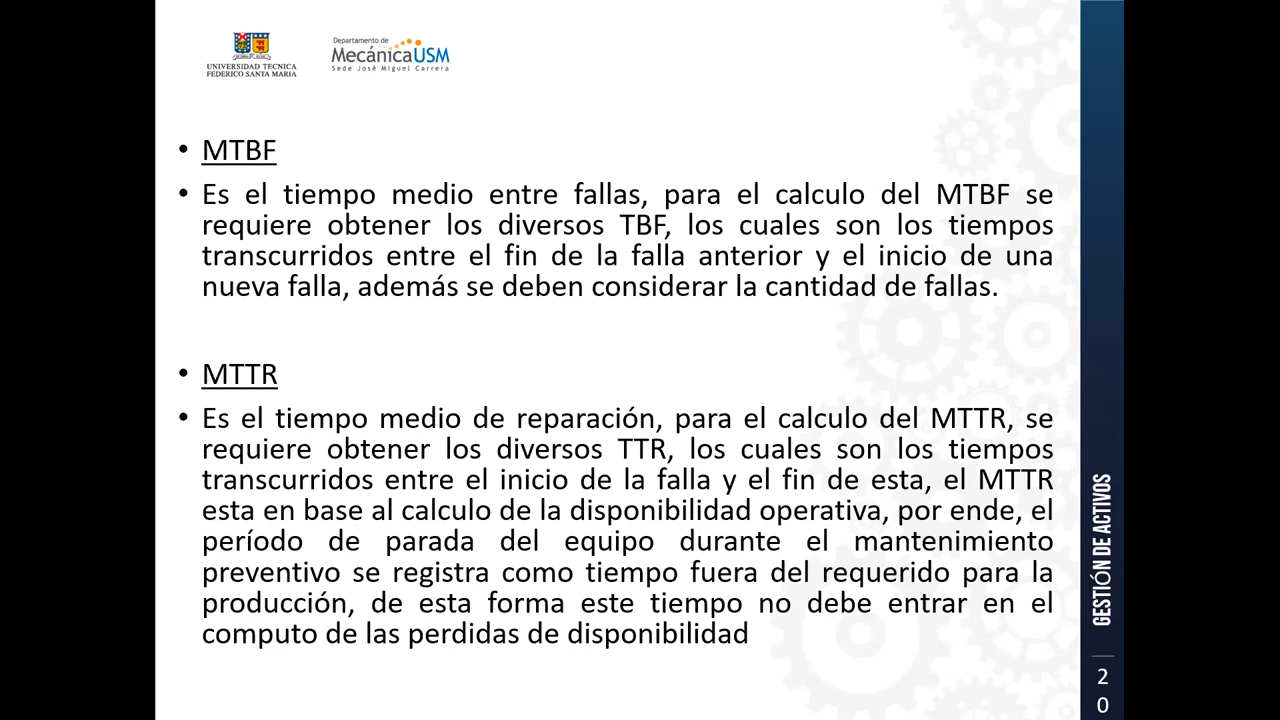 UNIVERSIDAD TECNICA
FEDERICO SANTA MARIA
Departamento de
MecánicaUSM
Sede José Miguel Carrera
• MTBF
• Es el tiempo medio entre fallas, para el calculo del MTBF se
requiere obtener los diversos TBF, los cuales son los tiempos
transcurridos entre el fin de la falla anterior y el inicio de una
nueva falla, además se deben considerar la cantidad de fallas.
• MTTR
• Es el tiempo medio de reparación, para el calculo del MTTR, se
requiere obtener los diversos TTR, los cuales son los tiempos
transcurridos entre el inicio de la falla y el fin de esta, el MTTR
esta en base al calculo de la disponibilidad operativa, por ende, el
período de parada del equipo durante el mantenimiento
preventivo se registra como tiempo fuera del requerido para la
producción, de esta forma este tiempo no debe entrar en el
computo de las perdidas de disponibilidad
GESTIÓN DE ACTIVOS
2
0